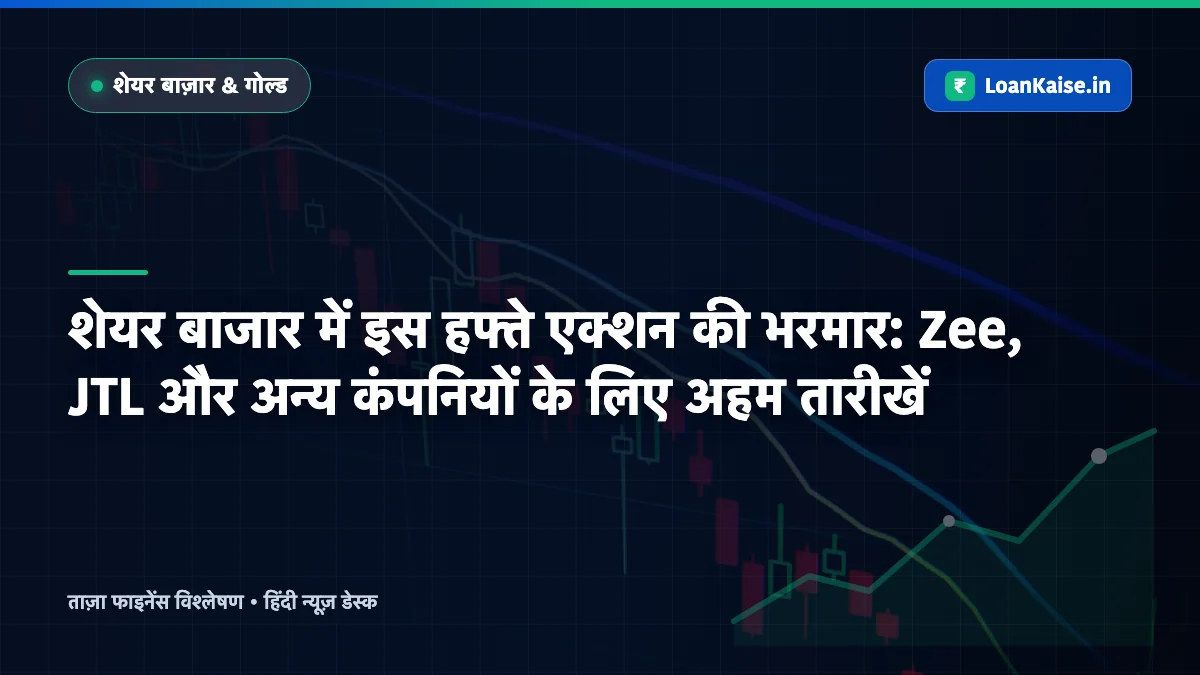 शेयर बाज़ार & गोल्ड
₹ LoanKaise.in
शेयर बाजार में इस हफ्ते एक्शन की भरमार: Zee,
JTL और अन्य कंपनियों के लिए अहम तारीखें
ताज़ा फाइनेंस विश्लेषण • हिंदी न्यूज़ डेस्क